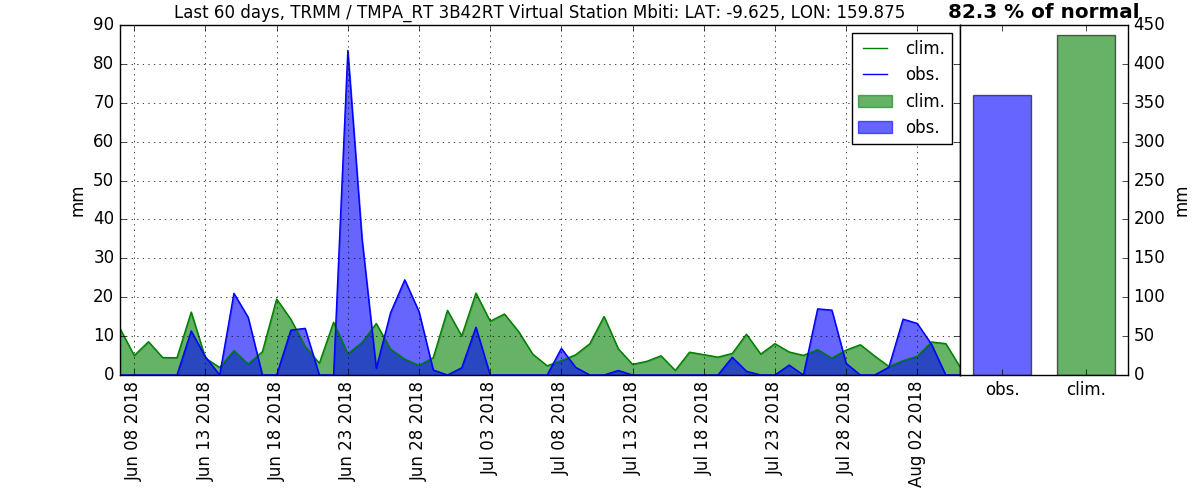 Last 60 days, TRMM / TMPA_RT 3B42RT Virtual Station Mbiti: LAT: -9.625, LON: 159.875
82.3 % of normal
90
80
70
60
50
40
30
20
10
0
mm
clim.
obs.
clim.
obs.
Jun 08 2018
Jun 13 2018
Jun 18 2018
Jun 23 2018
Jun 28 2018
Jul 03 2018
Jul 08 2018
Jul 13 2018
Jul 18 2018
Jul 23 2018
Jul 28 2018
Aug 02 2018
450
400
350
300
250
200
150
100
50
0
mm
obs.
clim.